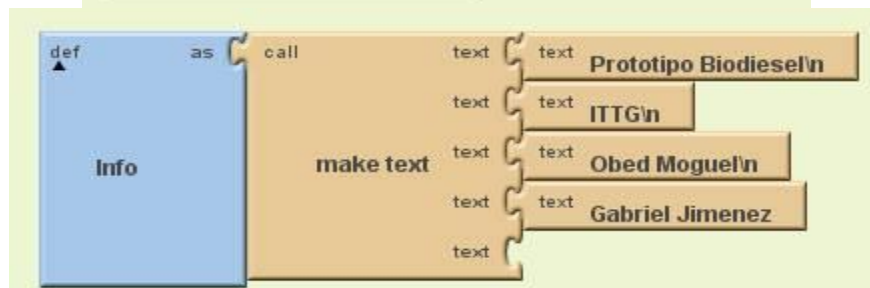 def as call text text Prototipo Biodiesel\n
text text ITTG\n
Info make text text text Obed Moguel\n
text text Gabriel Jimenez
text